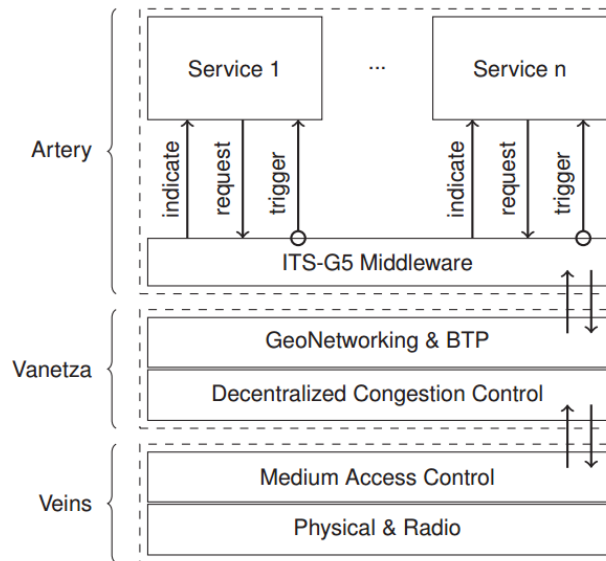 Artery
Service 1
...
Service n
indicate
request
trigger
indicate
request
trigger
ITS-G5 Middleware
Vanetza
GeoNetworking & BTP
Decentralized Congestion Control
Veins
Medium Access Control
Physical & Radio